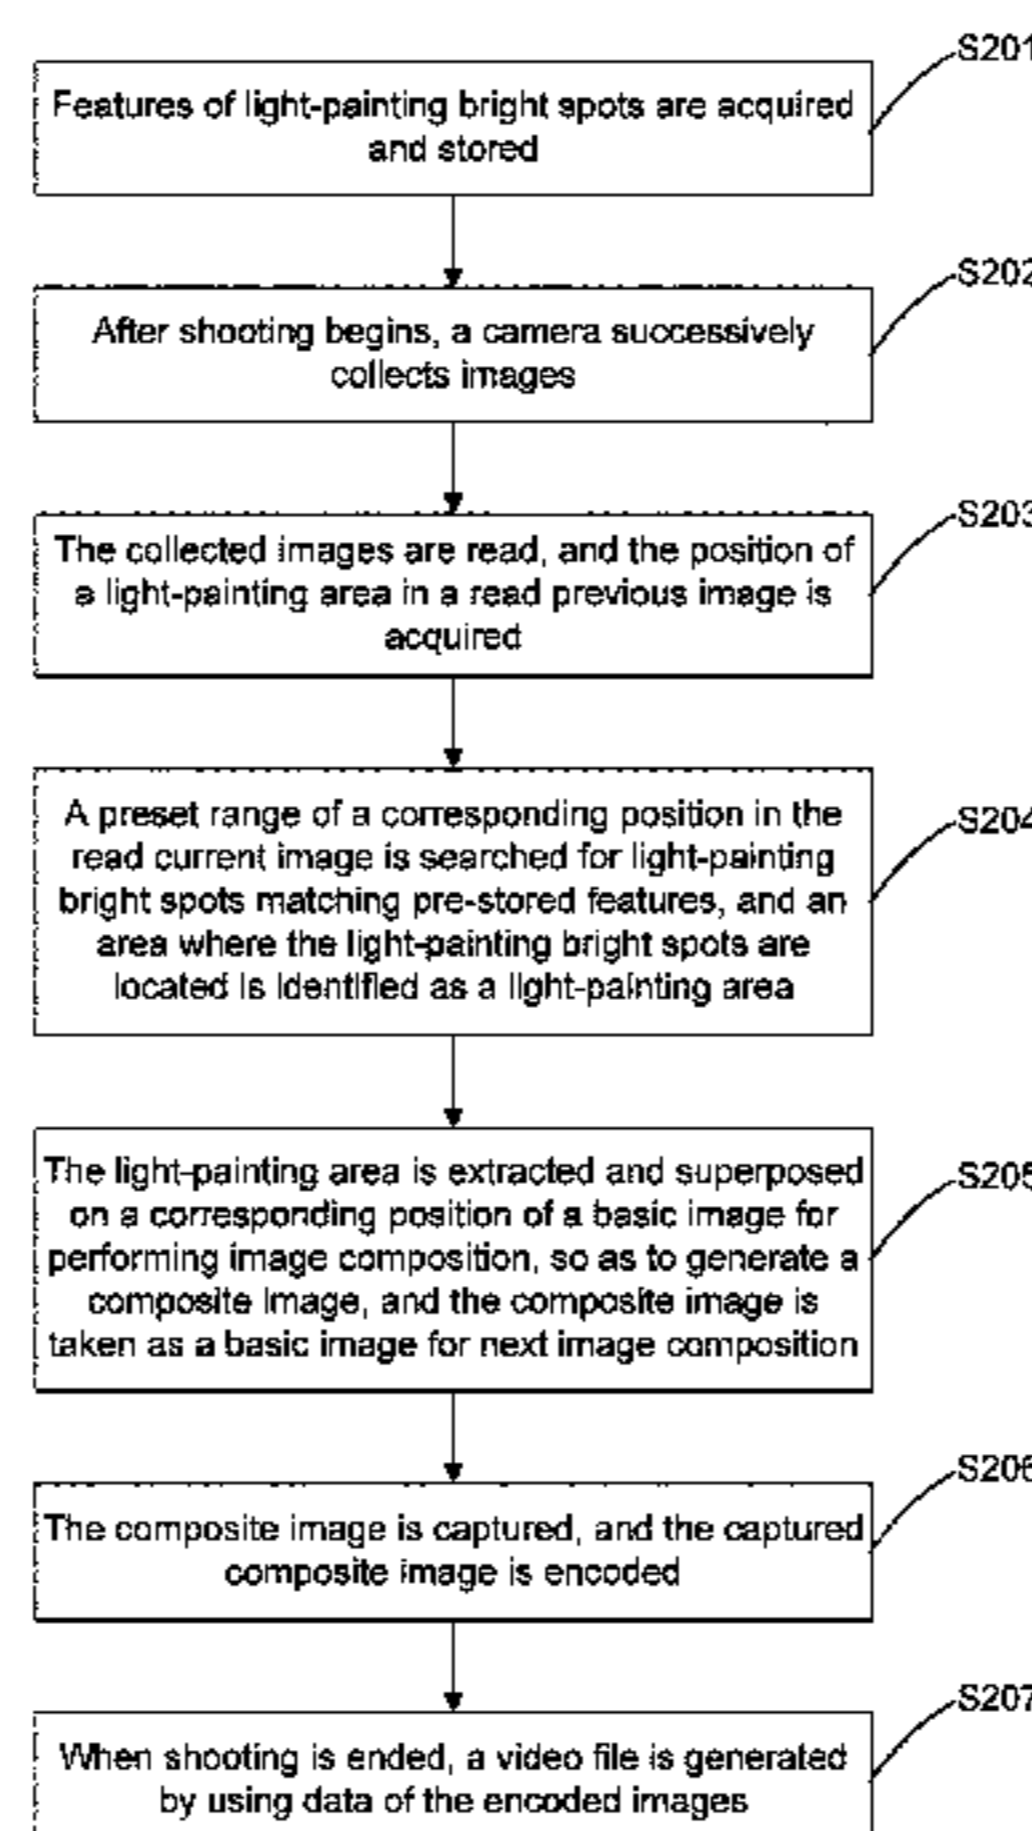 S201
Features of light-painting bright spots are acquired
and stored
S202
After shooting begins, a camera successively
collects images
S203
The collected images are read, and the position of
a light-painting area in a read previous image is
acquired
S204
A preset range of a corresponding position in the
read current image is searched for light-painting
bright spots matching pre-stored features, and an
area where the light-painting bright spots are
located is identified as a light-painting area
S205
The light-painting area is extracted and superposed
on a corresponding position of a basic image for
performing image composition, so as to generate a
composite image, and the composite image is
taken as a basic image for next image composition
S206
The composite image is captured, and the captured
composite image is encoded
S207
When shooting is ended, a video file is generated
by using data of the encoded images